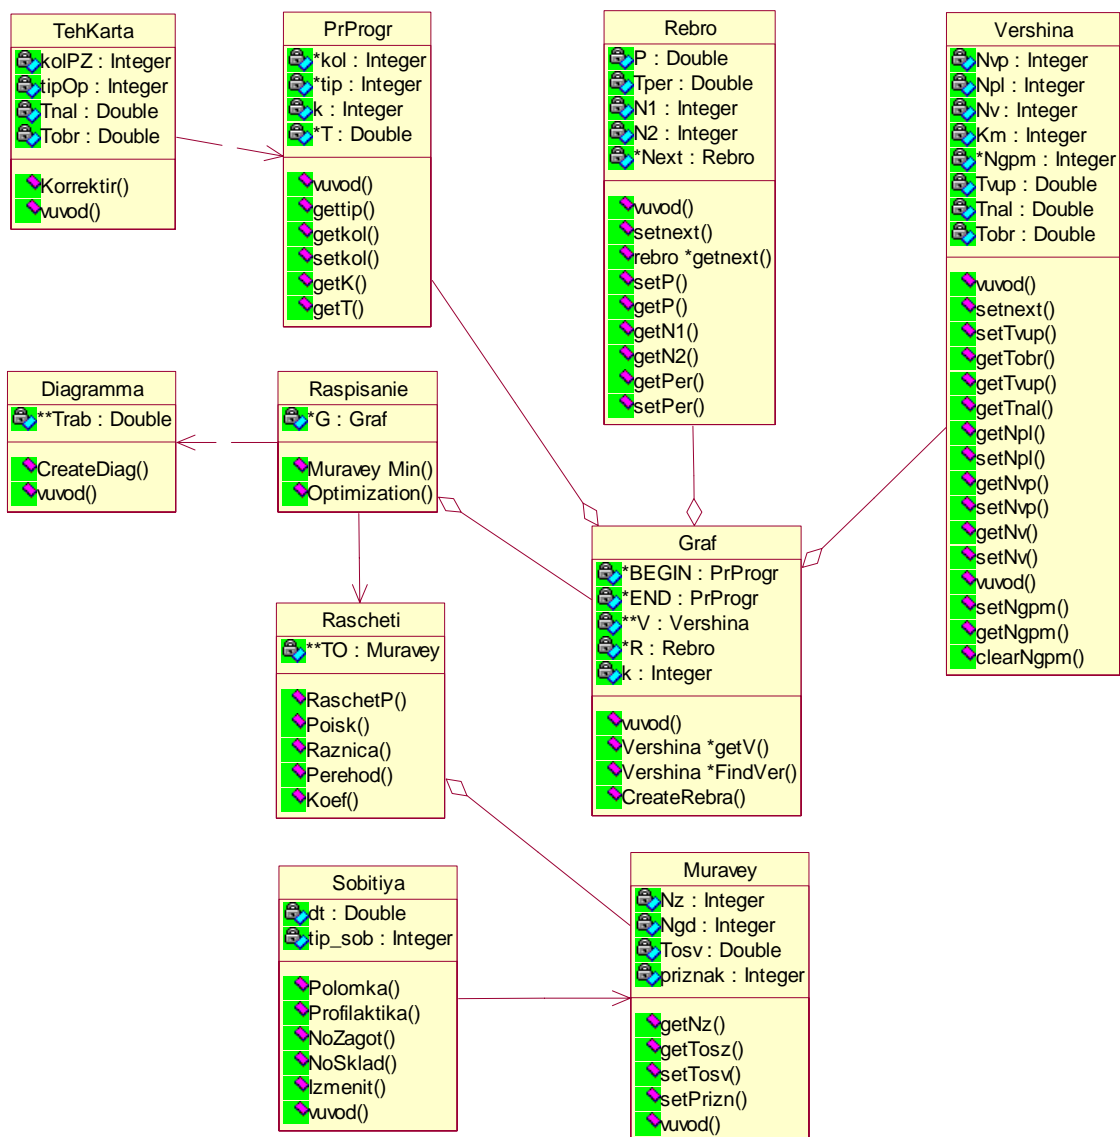 TehKarta
kolPZ : Integer
tipOp : Integer
Tnal : Double
Tobr : Double
Korrektir()
vuvod()
PrProgr
*kol : Integer
*tip : Integer
k : Integer
*T : Double
vuvod()
gettip()
getkol()
setkol()
getK()
getT()
Rebro
P : Double
Tper : Double
N1 : Integer
N2 : Integer
*Next : Rebro
vuvod()
setnext()
rebro *getnext()
setP()
getP()
getN1()
getN2()
getPer()
setPer()
Vershina
Nvp : Integer
Npl : Integer
Nv : Integer
Km : Integer
*Ngpm : Integer
Tvup : Double
Tnal : Double
Tobr : Double
vuvod()
setnext()
setTvup()
getTobr()
getTvup()
getTnal()
getNpl()
setNpl()
getNvp()
setNvp()
getNv()
setNv()
vuvod()
setNgpm()
getNgpm()
clearNgpm()
Diagramma
**Trab : Double
CreateDiag()
vuvod()
Raspisanie
*G : Graf
Muravey Min()
Optimization()
Graf
*BEGIN : PrProgr
*END : PrProgr
**V : Vershina
*R : Rebro
k : Integer
vuvod()
Vershina *getV()
Vershina *FindVer()
CreateRebra()
Rascheti
**TO : Muravey
RaschetP()
Poisk()
Raznica()
Perehod()
Koef()
Sobitiya
dt : Double
tip_sob : Integer
Polomka()
Profilaktika()
NoZagot()
NoSklad()
Izmenit()
vuvod()
Muravey
Nz : Integer
Ngd : Integer
Tosv : Double
priznak : Integer
getNz()
getTosz()
setTosv()
setPrizn()
vuvod()